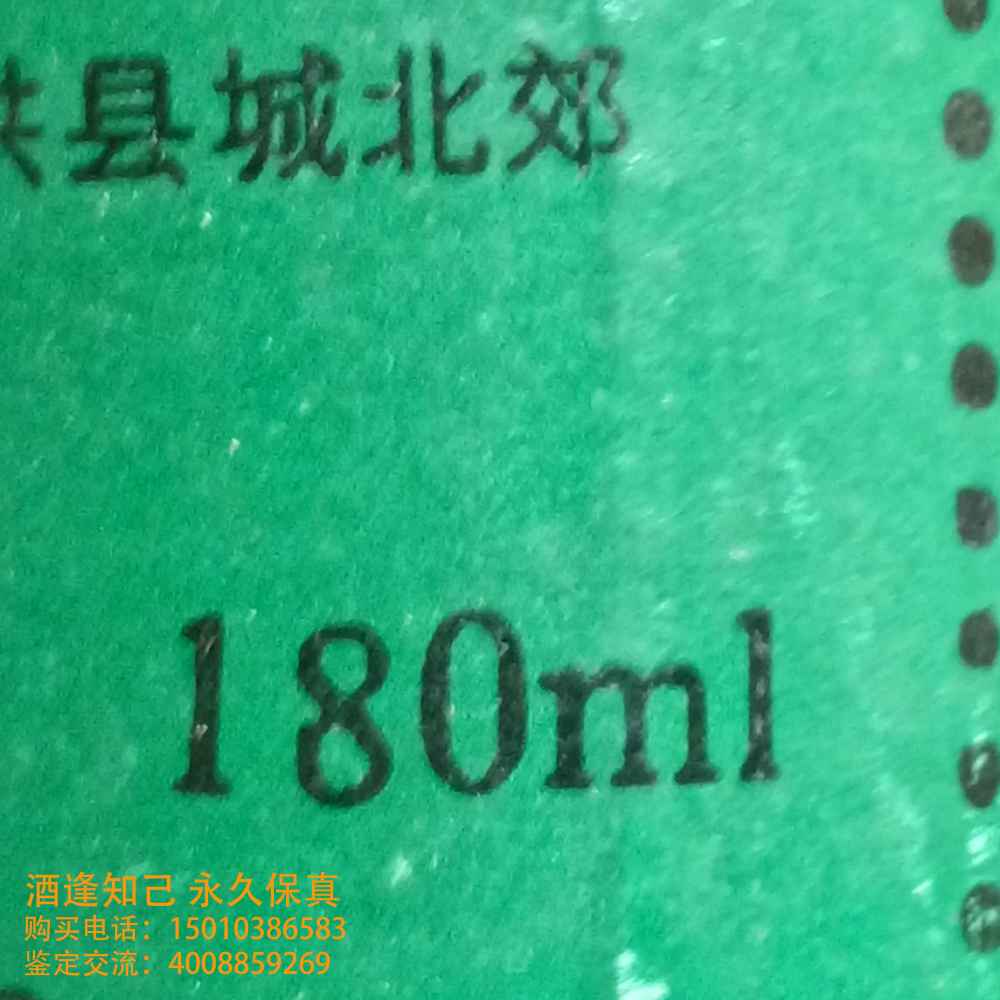 县城北郊
180ml
酒逢知己 永久保真
购买电话：15010386583
鉴定交流：4008859269